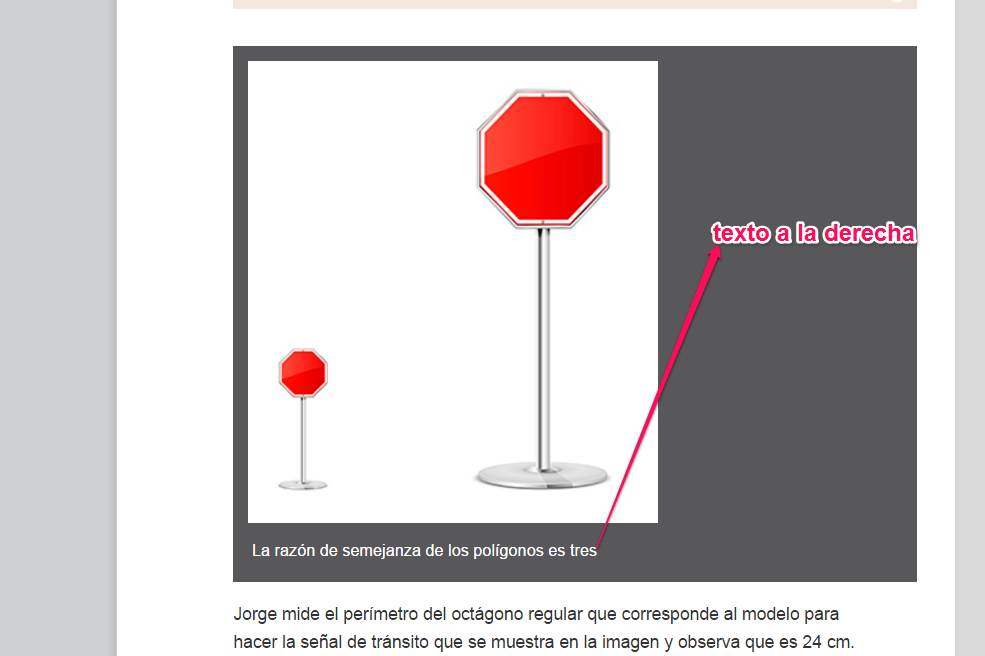 texto a la derecha
La razón de semejanza de los polígonos es tres
Jorge mide el perímetro del octágono regular que corresponde al modelo para
hacer la señal de tránsito que se muestra en la imagen y observa que es 24 cm.